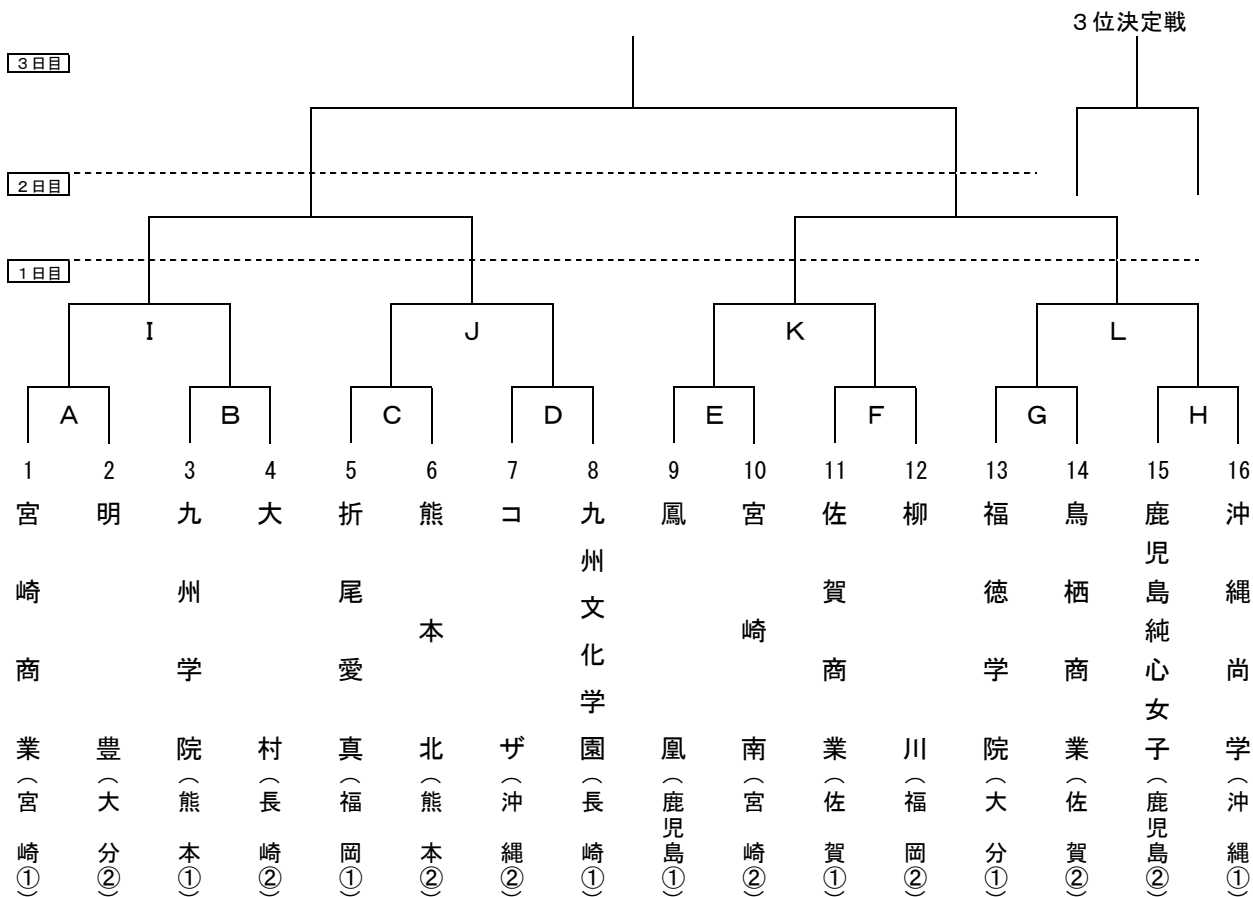 ３位決定戦
３日目
２日目
１日目
I
J
K
L
A
B
C
D
E
F
G
H
1
2
3
4
5
6
7
8
9
10
11
12
13
14
15
16
宮崎商業（宮崎①）
明豊（大分②）
九州学院（熊本①）
大村（長崎②）
折尾愛真（福岡①）
熊本北（熊本②）
コザ（沖縄②）
九州文化学園（長崎①）
鳳凰（鹿児島①）
宮崎南（宮崎②）
佐賀商業（佐賀①）
柳川（福岡②）
福徳学院（大分①）
鳥栖商業（佐賀②）
鹿児島純心女子（鹿児島②）
沖縄尚学（沖縄①）